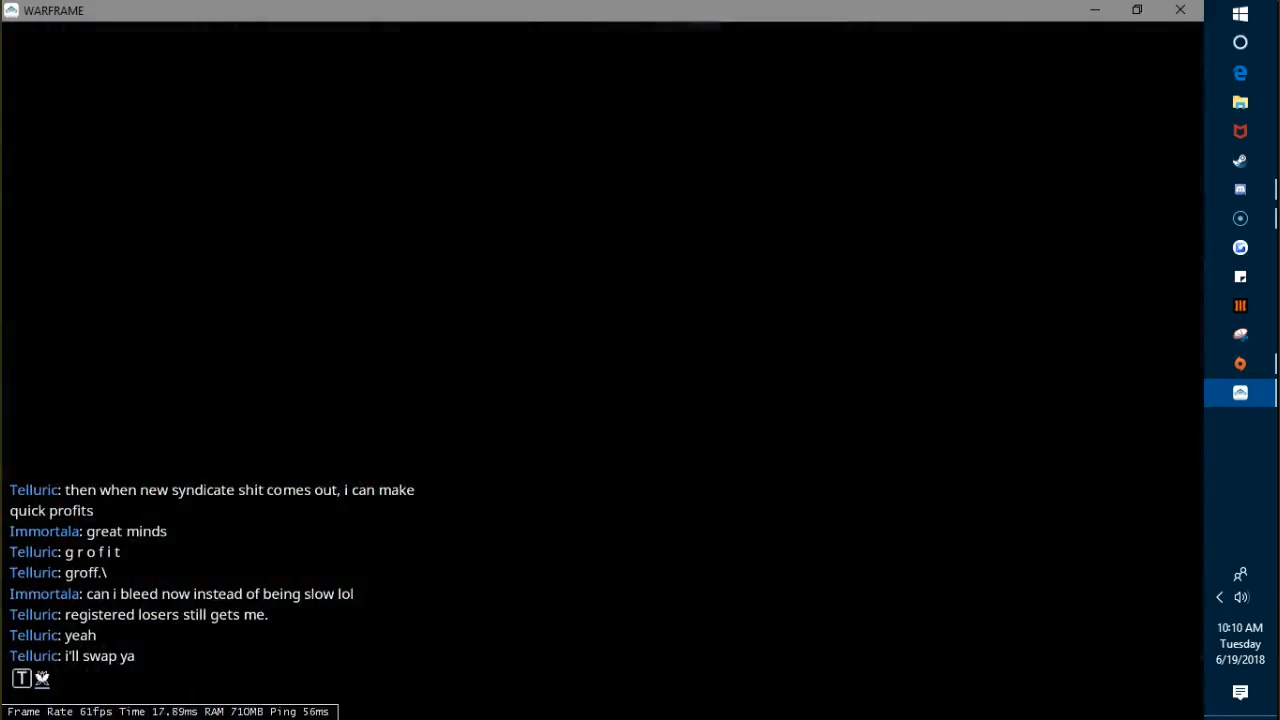 WARFRAME
Telluric: then when new syndicate shit comes out, i can make
quick profits
Immortala: great minds
Telluric: g r o f i t
Telluric: groff.\
Immortala: can i bleed now instead of being slow lol
Telluric: registered losers still gets me.
Telluric: yeah
Telluric: i'll swap ya
T
Frame Rate 61fps Time 17.89ms RAM 710MB Ping 56ms
10:10 AM
Tuesday
6/19/2018